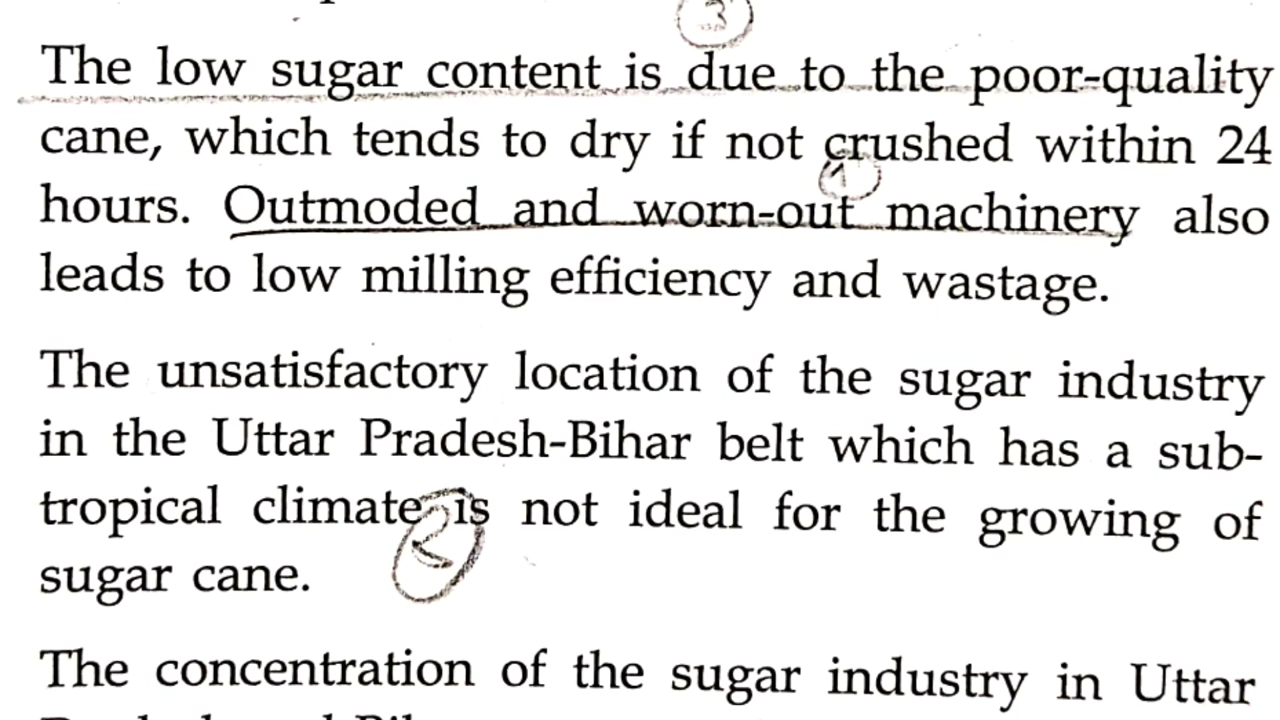 3
The low sugar content is due to the poor-quality
cane, which tends to dry if not crushed within 24
hours. Outmoded and worn-out machinery also
1
leads to low milling efficiency and wastage.
The unsatisfactory location of the sugar industry
in the Uttar Pradesh-Bihar belt which has a sub-
tropical climate is not ideal for the growing of
2
sugar cane.
The concentration of the sugar industry in Uttar